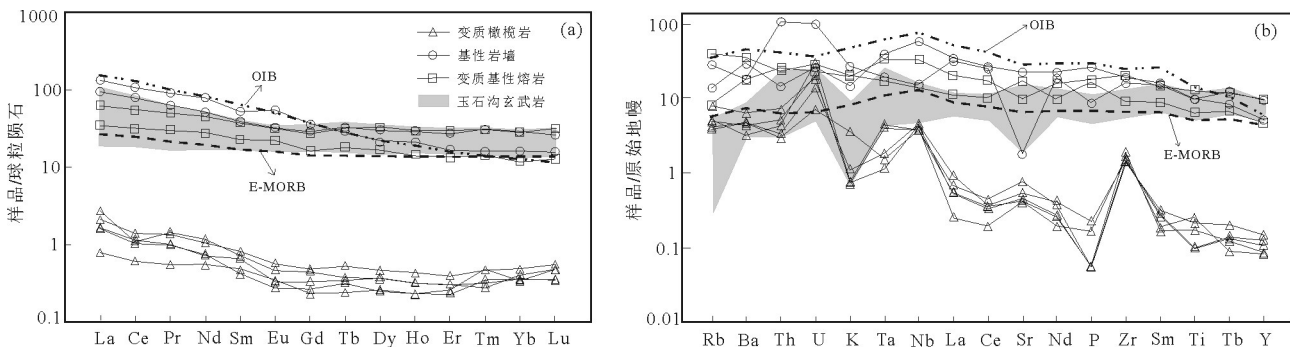 1000
100
10
1
0.1
样品/球粒陨石
(a)
变质橄榄岩
基性岩墙
变质基性熔岩
玉石沟玄武岩
OIB
E-MORB
La Ce Pr Nd Sm Eu Gd Tb Dy Ho Er Tm Yb Lu
100
10
1
0.1
0.01
样品/原始地幔
(b)
OIB
E-MORB
Rb Ba Th U K Ta Nb La Ce Sr Nd P Zr Sm Ti Tb Y